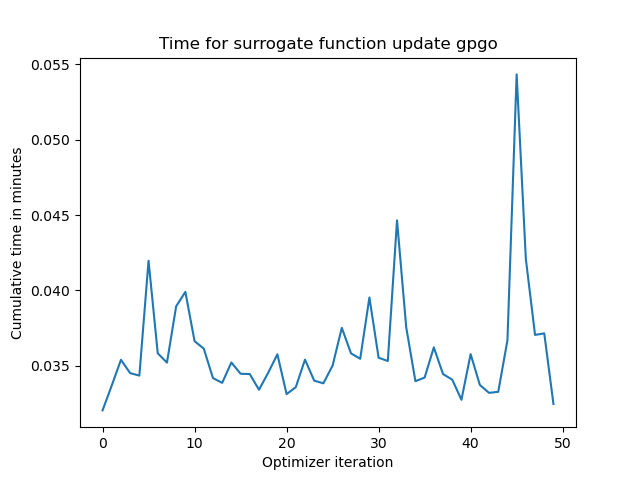 Time for surrogate function update gpgo
Cumulative time in minutes
0.055
0.050
0.045
0.040
0.035
0 10 20 30 40 50
Optimizer iteration